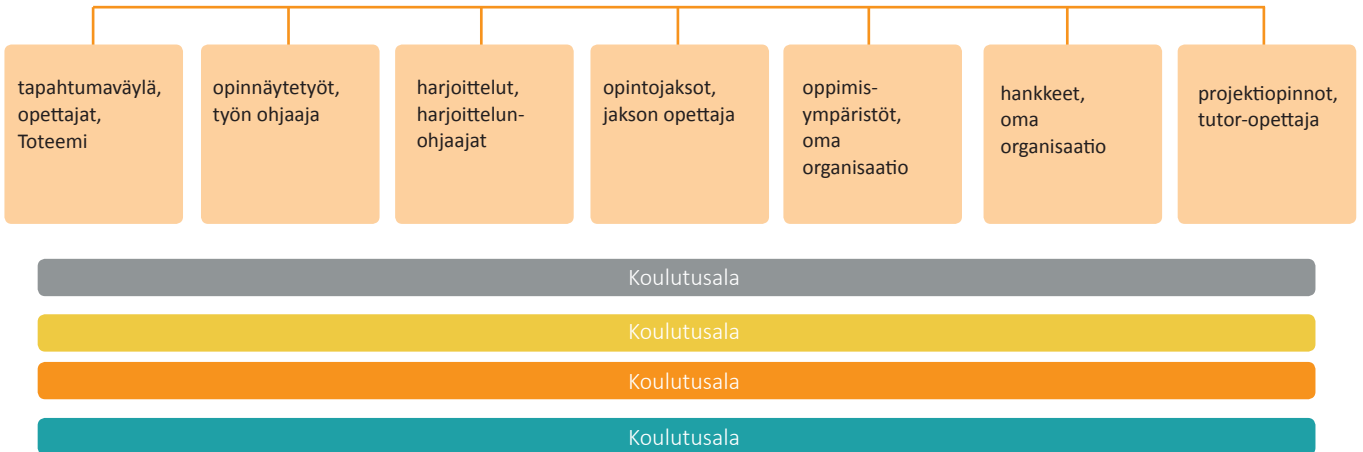 tapahtumaväylä,
opettajat,
Toteemi
opinnäytetyöt,
työn ohjaaja
harjoittelut,
harjoittelun-
ohjaajat
opintojaksot,
jakson opettaja
oppimis-
ympäristöt,
oma
organisaatio
hankkeet,
oma
organisaatio
projektiopinnot,
tutor-opettaja
Koulutusala
Koulutusala
Koulutusala
Koulutusala